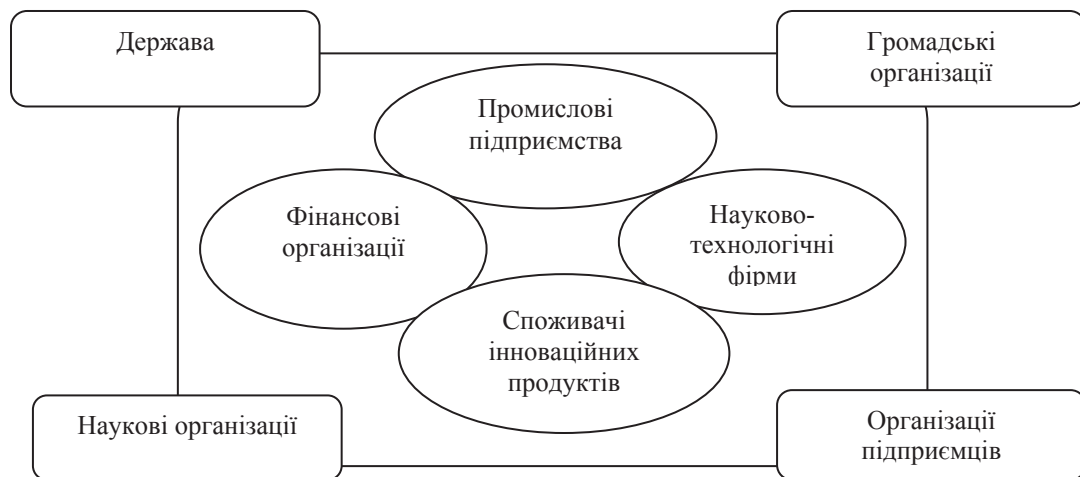 Держава
Громадські
організації
Промислові
підприємства
Фінансові
організації
Науково-
технологічні
фірми
Споживачі
інноваційних
продуктів
Наукові організації
Організації
підприємців